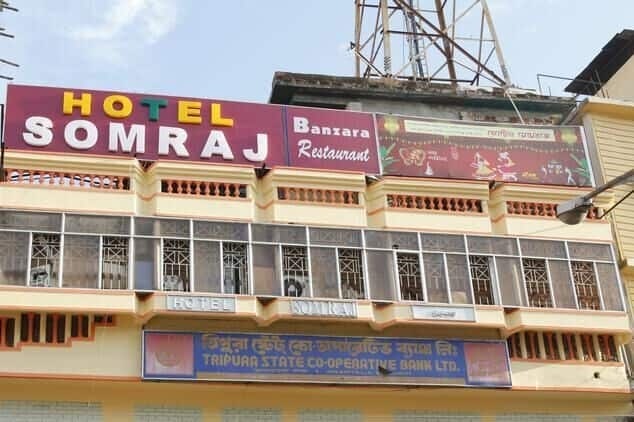 HOTEL
SOMRAJ
Banzara
Restaurant
HOTEL
SOMRAJ
ত্রিপুরা স্টেট কো-অপারেটিভ ব্যাঙ্ক লিঃ
TRIPURA STATE CO-OPERATIVE BANK LTD.